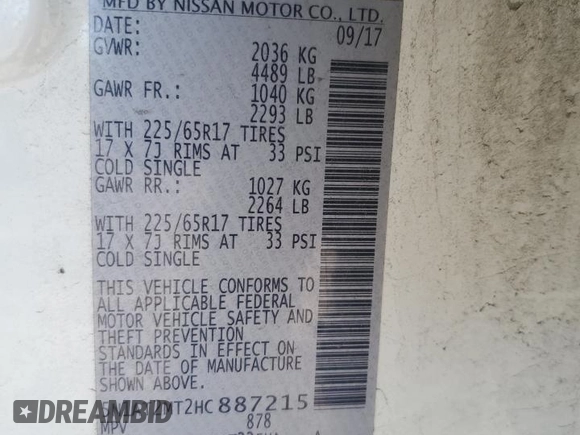 MFD BY NISSAN MOTOR CO., LTD.
DATE: 09/17
GVWR: 2036 KG
4489 LB
GAWR FR.: 1040 KG
2293 LB
WITH 225/65R17 TIRES
17 X 7J RIMS AT 33 PSI
COLD SINGLE
GAWR RR.: 1027 KG
2264 LB
WITH 225/65R17 TIRES
17 X 7J RIMS AT 33 PSI
COLD SINGLE
THIS VEHICLE CONFORMS TO
ALL APPLICABLE FEDERAL
MOTOR VEHICLE SAFETY AND
THEFT PREVENTION
STANDARDS IN EFFECT ON
THE DATE OF MANUFACTURE
SHOWN ABOVE.
MT2HC 887215
MPV 878
DREAMBID